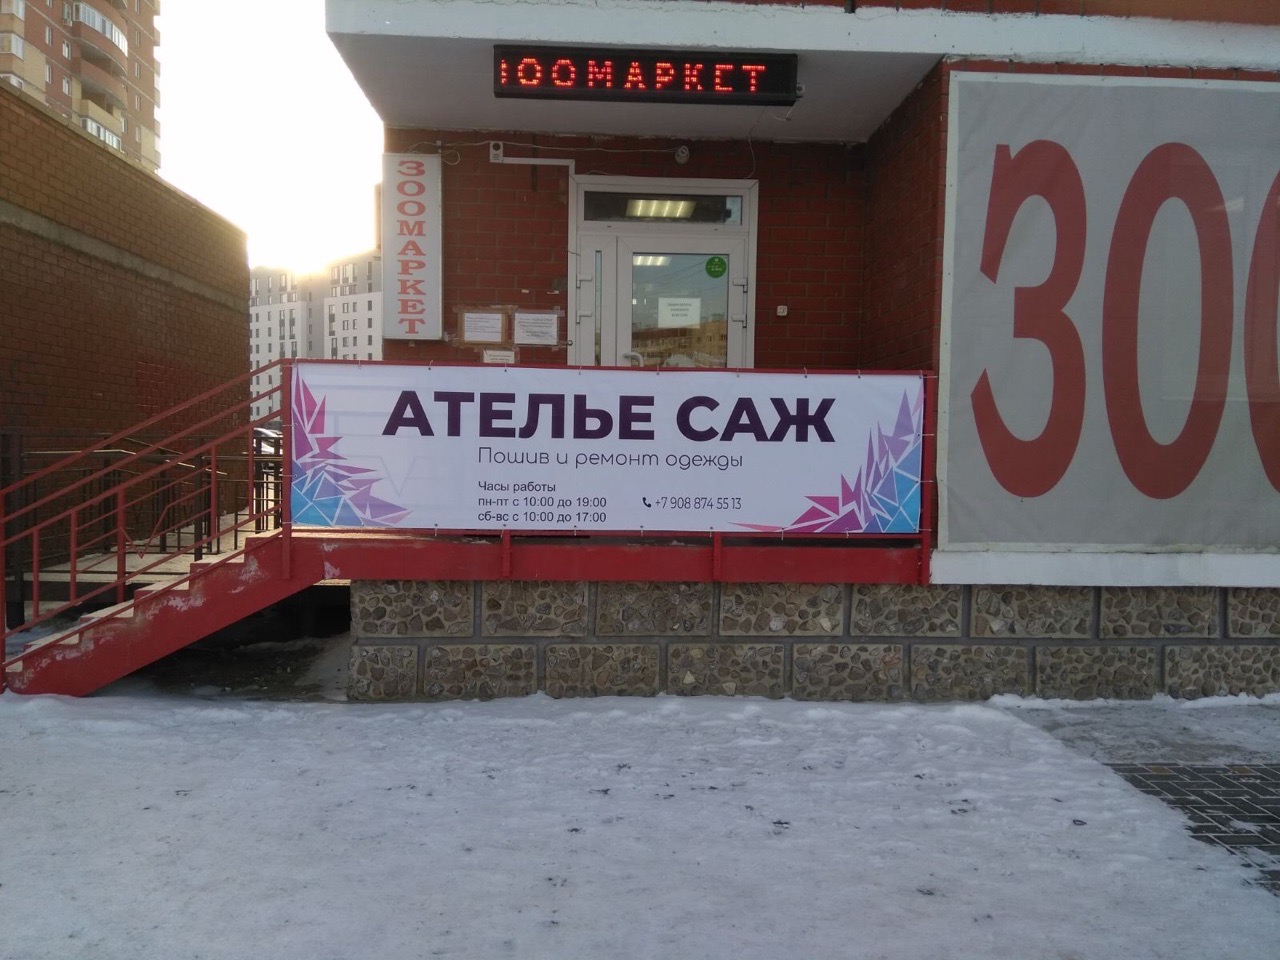 ЗООМАРКЕТ
ЗООМАРКЕТ
ЗОО
АТЕЛЬЕ САЖ
Пошив и ремонт одежды
Часы работы
пн-пт с 10:00 до 19:00
сб-вс с 10:00 до 17:00
+7 908 874 55 13